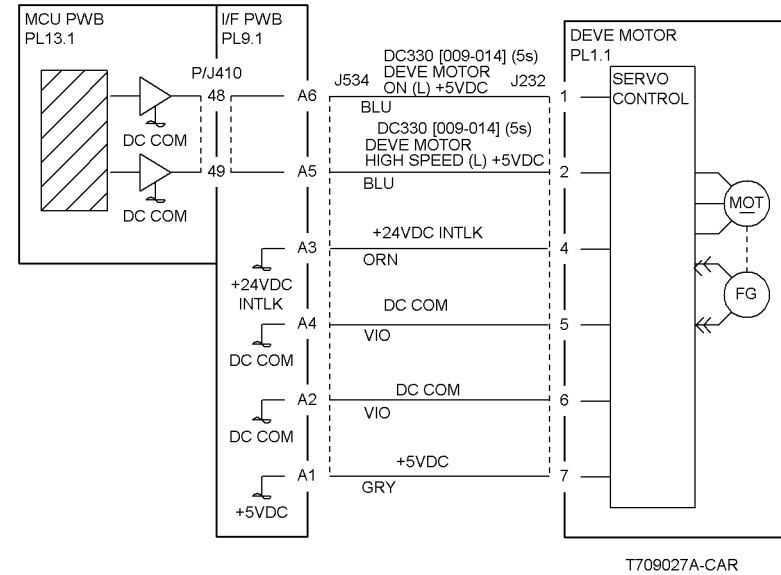 MCU PWB
PL13.1
I/F PWB
PL9.1
DEVE MOTOR
PL1.1
P/J410
J534
DC330 [009-014] (5s)
DEVE MOTOR
ON (L) +5VDC
J232
SERVO
CONTROL
48
A6
BLU
1
DC COM
DC330 [009-014] (5s)
DEVE MOTOR
HIGH SPEED (L) +5VDC
49
A5
BLU
2
DC COM
MOT
+24VDC INTLK
A3
ORN
4
+24VDC
INTLK
FG
DC COM
A4
VIO
5
DC COM
DC COM
A2
VIO
6
DC COM
+5VDC
A1
GRY
7
+5VDC
T709027A-CAR